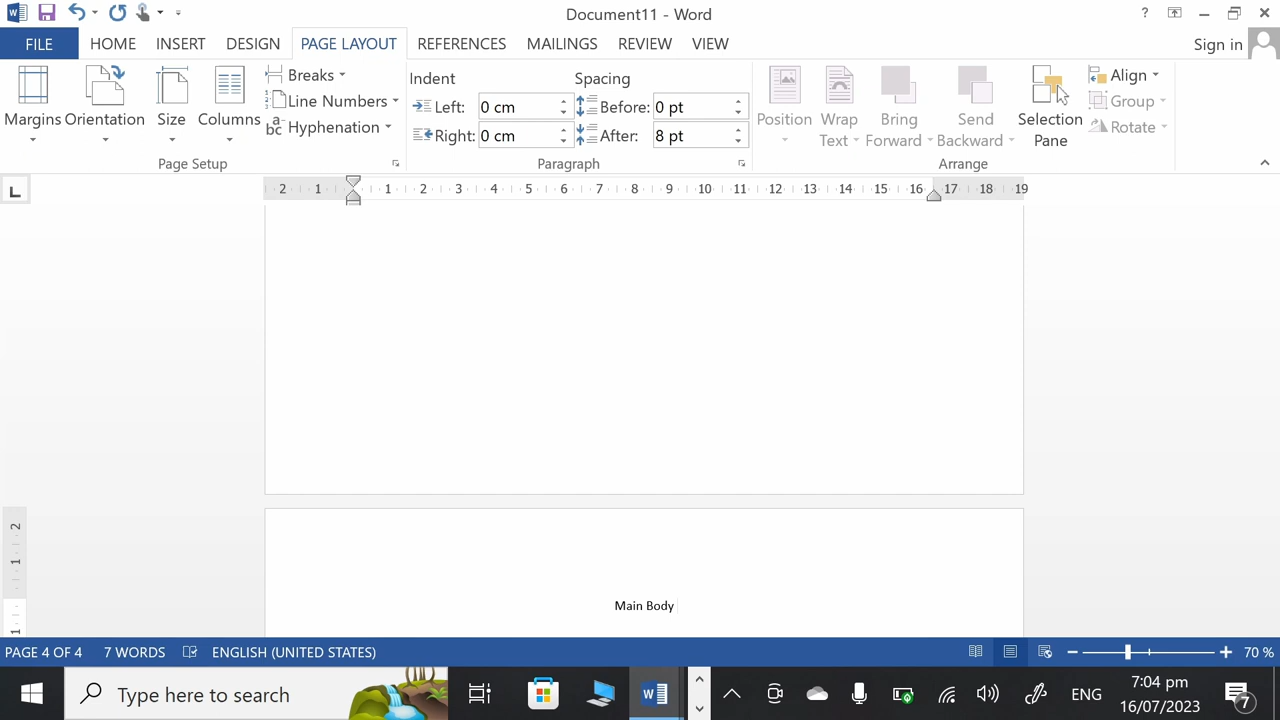 Document11 - Word
?
FILE HOME INSERT DESIGN PAGE LAYOUT REFERENCES MAILINGS REVIEW VIEW Sign in
Margins Orientation Size Columns
Breaks
Line Numbers
Hyphenation
Page Setup
Indent
Left: 0 cm
Right: 0 cm
Spacing
Before: 0 pt
After: 8 pt
Paragraph
Position Wrap Text Bring Forward Send Backward Selection Pane
Align
Group
Rotate
Arrange
2 1 1 2 3 4 5 6 7 8 9 10 11 12 13 14 15 16 17 18 19
2
1
1
Main Body
PAGE 4 OF 4 7 WORDS ENGLISH (UNITED STATES) 70 %
Type here to search
ENG
7:04 pm
16/07/2023
7